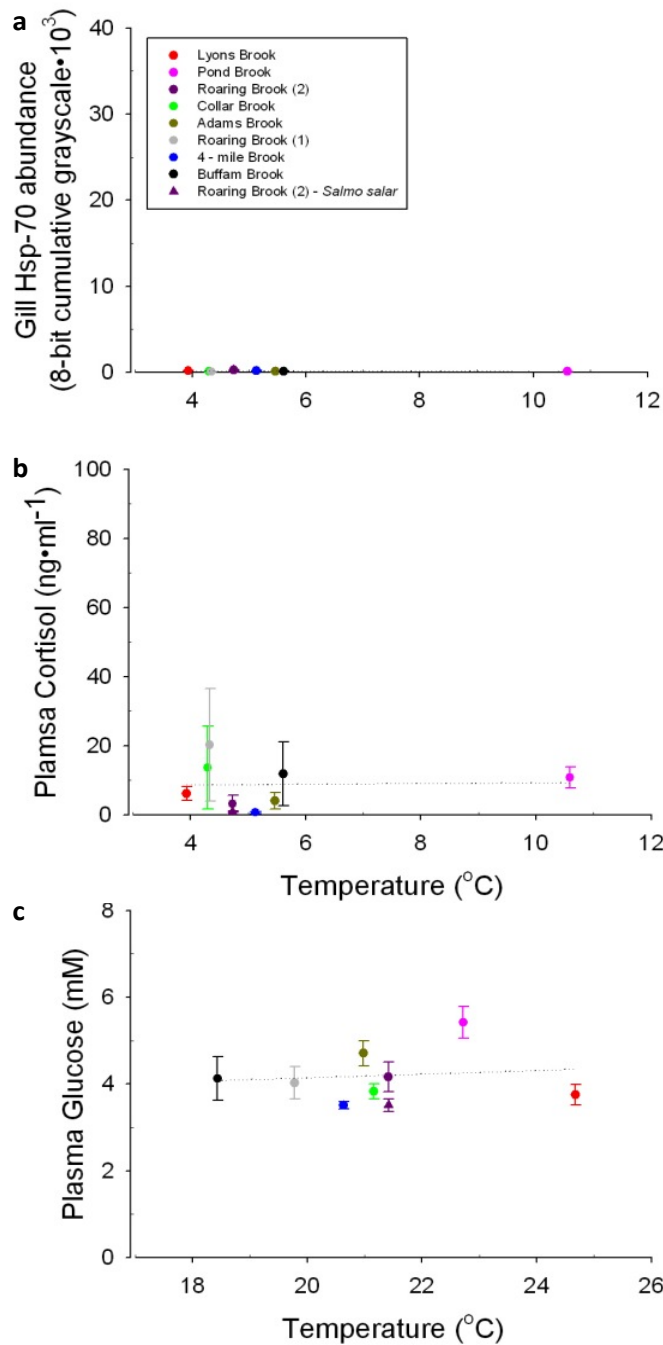 a
Gill Hsp-70 abundance
(8-bit cumulative grayscale•10³)
40
30
20
10
0
Lyons Brook
Pond Brook
Roaring Brook (2)
Collar Brook
Adams Brook
Roaring Brook (1)
4 - mile Brook
Buffam Brook
Roaring Brook (2) - Salmo salar
4 6 8 10 12
b
Plamsa Cortisol (ng•ml⁻¹)
100
80
60
40
20
0
4 6 8 10 12
Temperature (°C)
c
Plasma Glucose (mM)
8
6
4
2
0
18 20 22 24 26
Temperature (°C)